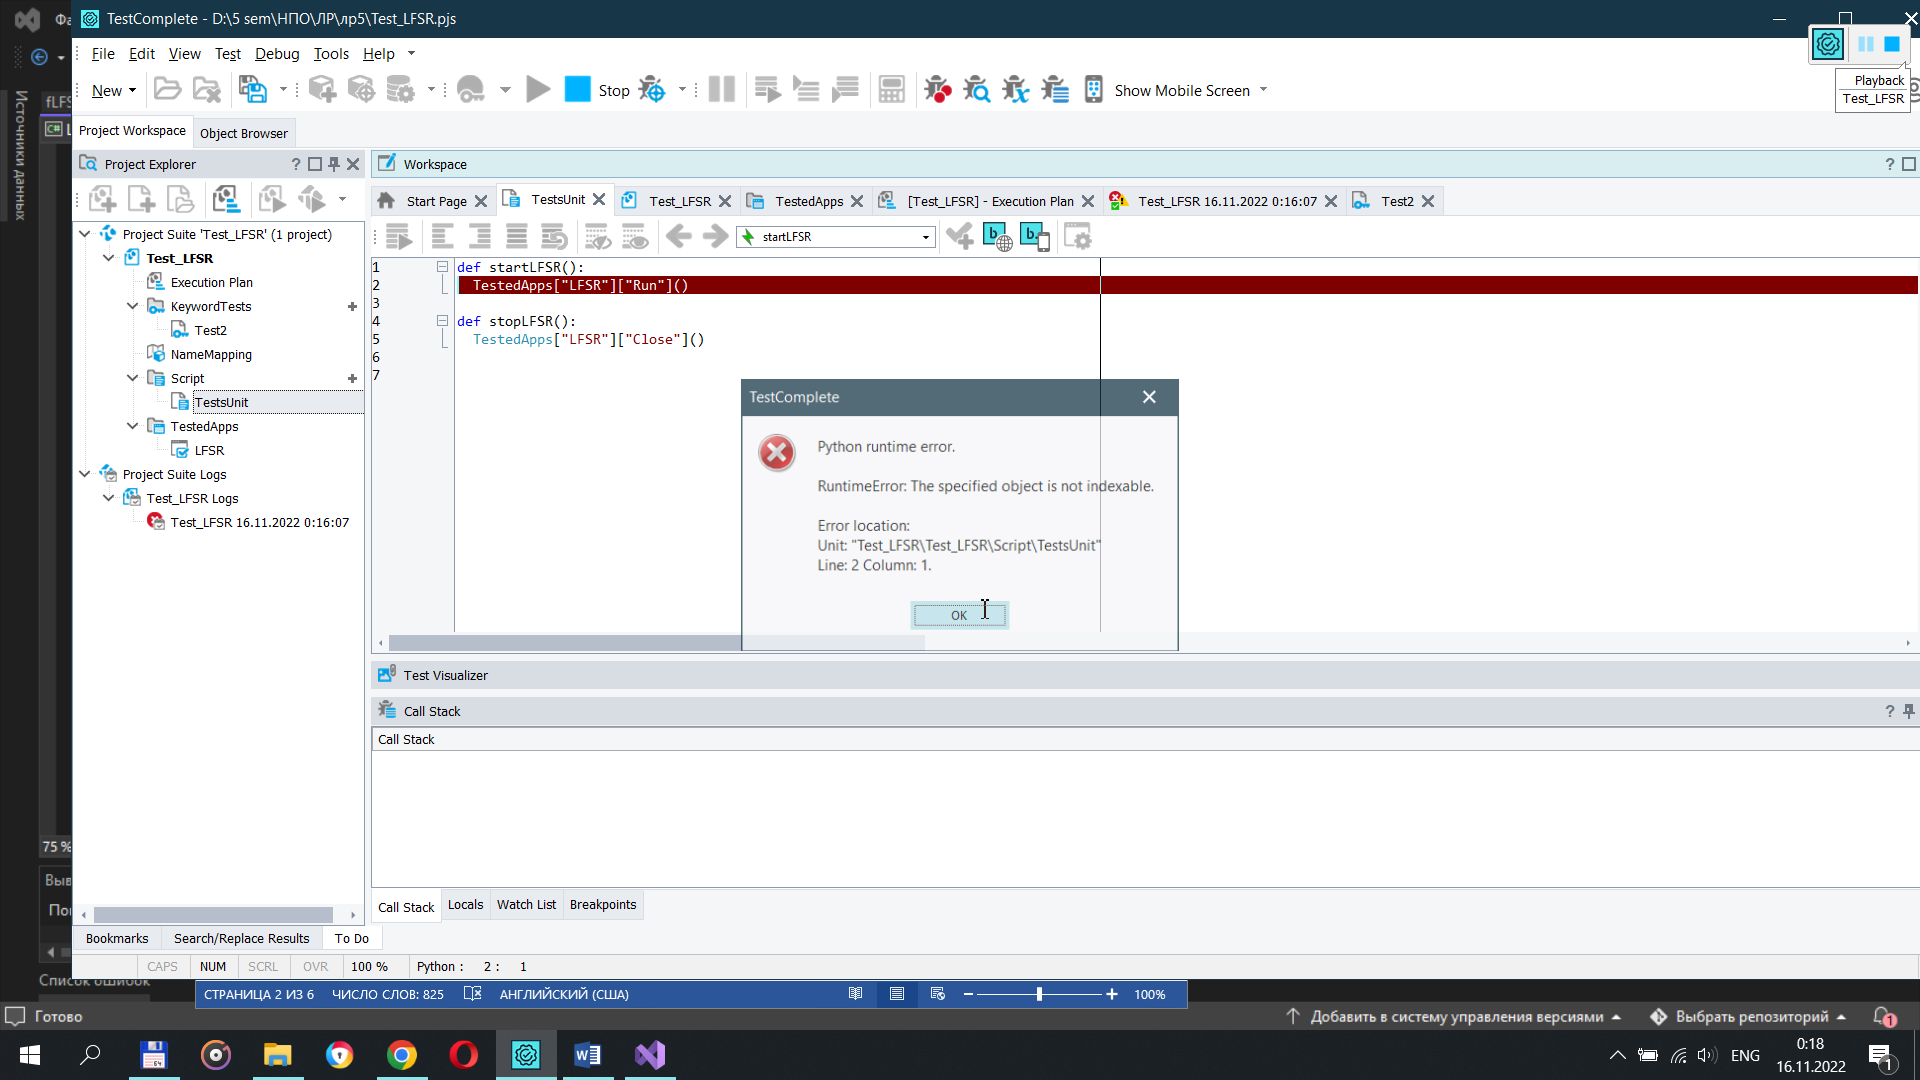 Фа
TestComplete - D:\5 sem\НПО\ЛР\лр5\Test_LFSR.pjs
File Edit View Test Debug Tools Help
New
Stop
Show Mobile Screen
Playback
Test_LFSR
Источники данных
fLFS
C# L
Project Workspace
Object Browser
Project Explorer
?
Workspace
?
Start Page
TestsUnit
Test_LFSR
TestedApps
[Test_LFSR] - Execution Plan
Test_LFSR 16.11.2022 0:16:07
Test2
startLFSR
b
b.
Project Suite 'Test_LFSR' (1 project)
Test_LFSR
Execution Plan
KeywordTests
Test2
NameMapping
Script
TestsUnit
TestedApps
LFSR
Project Suite Logs
Test_LFSR Logs
Test_LFSR 16.11.2022 0:16:07
1 def startLFSR():
2 TestedApps["LFSR"]["Run"]()
3
4 def stopLFSR():
5 TestedApps["LFSR"]["Close"]()
6
7
TestComplete
Python runtime error.
RuntimeError: The specified object is not indexable.
Error location:
Unit: "Test_LFSR\Test_LFSR\Script\TestsUnit"
Line: 2 Column: 1.
OK
Test Visualizer
Call Stack
?
Call Stack
75 %
Выв
Пок
Call Stack
Locals
Watch List
Breakpoints
Bookmarks
Search/Replace Results
To Do
CAPS NUM SCRL OVR 100 % Python : 2 : 1
Список ошибок
СТРАНИЦА 2 ИЗ 6 ЧИСЛО СЛОВ: 825 АНГЛИЙСКИЙ (США) 100%
Готово
Добавить в систему управления версиями
Выбрать репозиторий
1
64
ENG
0:18
16.11.2022
1